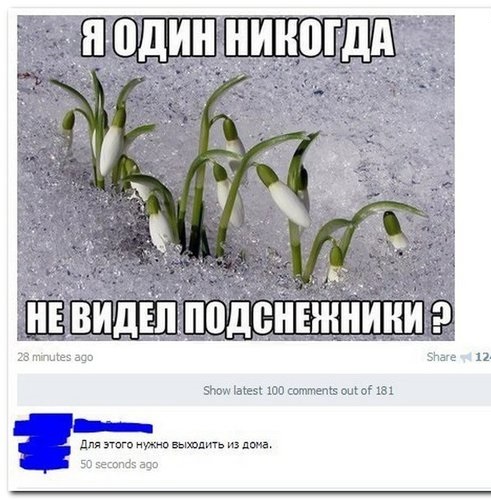 Я ОДИН НИКОГДА
НЕ ВИДЕЛ ПОДСНЕЖНИКИ ?
28 minutes ago
Share 12
Show latest 100 comments out of 181
Для этого нужно выходить из дома.
50 seconds ago